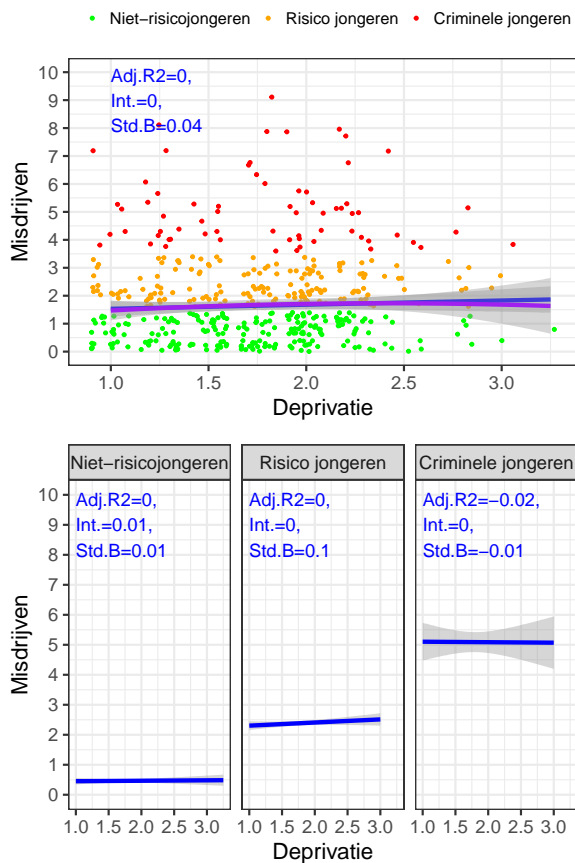 Niet−risicojongeren Risico jongeren Criminele jongeren
Adj.R2=0,
Int.=0,
Std.B=0.04
10
9
8
7
6
5
4
3
2
1
0
Misdrijven
1.0 1.5 2.0 2.5 3.0
Deprivatie
Niet−risicojongeren Risico jongeren Criminele jongeren
Adj.R2=0,
Int.=0.01,
Std.B=0.01
Adj.R2=0,
Int.=0,
Std.B=0.1
Adj.R2=−0.02,
Int.=0,
Std.B=−0.01
10
9
8
7
6
5
4
3
2
1
0
Misdrijven
1.0 1.5 2.0 2.5 3.0 1.0 1.5 2.0 2.5 3.0 1.0 1.5 2.0 2.5 3.0
Deprivatie